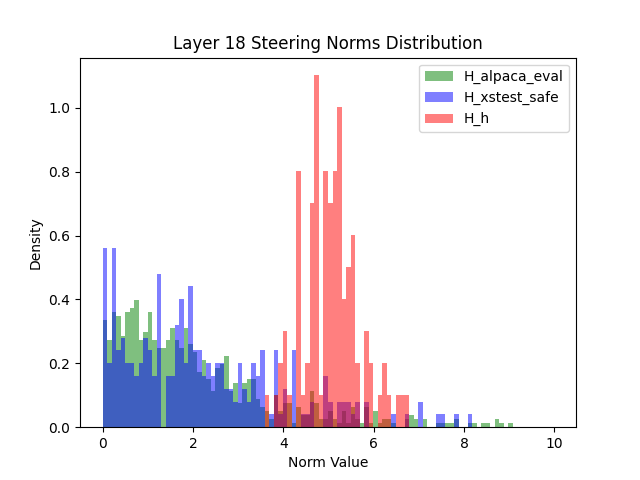 Layer 18 Steering Norms Distribution
H_alpaca_eval
H_xstest_safe
H_h
1.0
0.8
0.6
0.4
0.2
0.0
Density
0 2 4 6 8 10
Norm Value